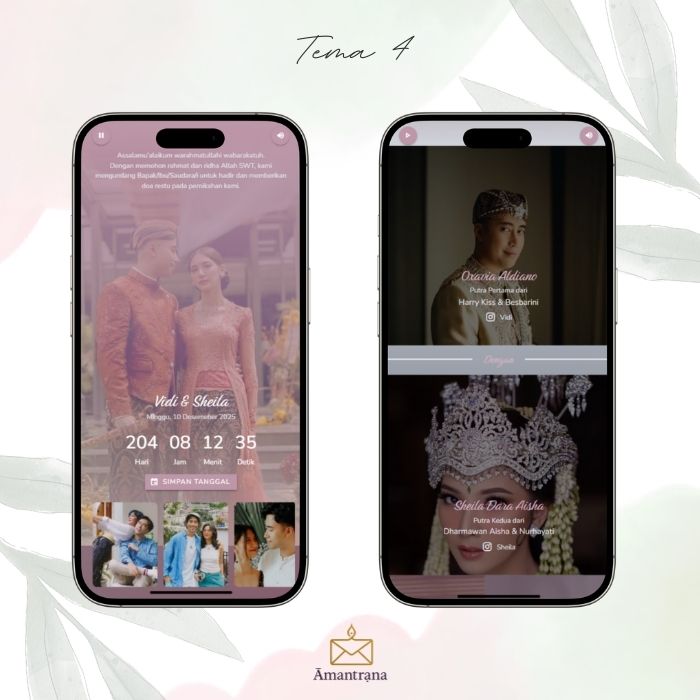 Tema 4
Assalamu'alaikum warahmatullahi wabarakatuh.
Dengan memohon rahmat dan ridha Allah SWT, kami
mengundang Bapak/Ibu/Saudara/i untuk hadir dan memberikan
doa restu pada pernikahan kami.
Vidi & Sheila
Minggu, 10 Desember 2025
204 08 12 35
Hari Jam Menit Detik
SIMPAN TANGGAL
Oxavia Aldiano
Putra Pertama dari
Harry Kiss & Besbarini
Vidi
Dengan
Sheila Dara Aisha
Putra Kedua dari
Dharmawan Aisha & Nurhayati
Sheila
Āmantraṇa